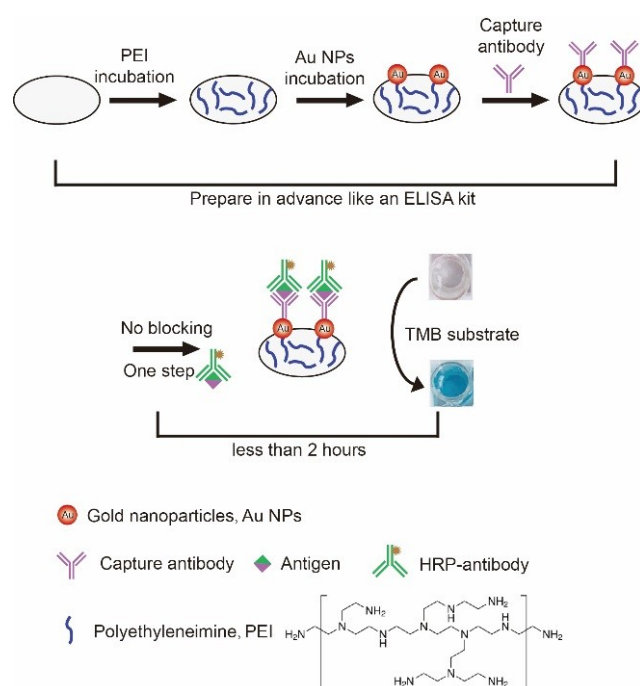 PEI
incubation
Au NPs
incubation
Capture
antibody
Au Au
Au Au
Prepare in advance like an ELISA kit
No blocking
One step
Au Au
TMB substrate
less than 2 hours
Au Gold nanoparticles, Au NPs
Capture antibody Antigen HRP-antibody
Polyethyleneimine, PEI
NH₂ N H NH₂
H₂N N N H N N H NH₂
N
H₂N N NH₂